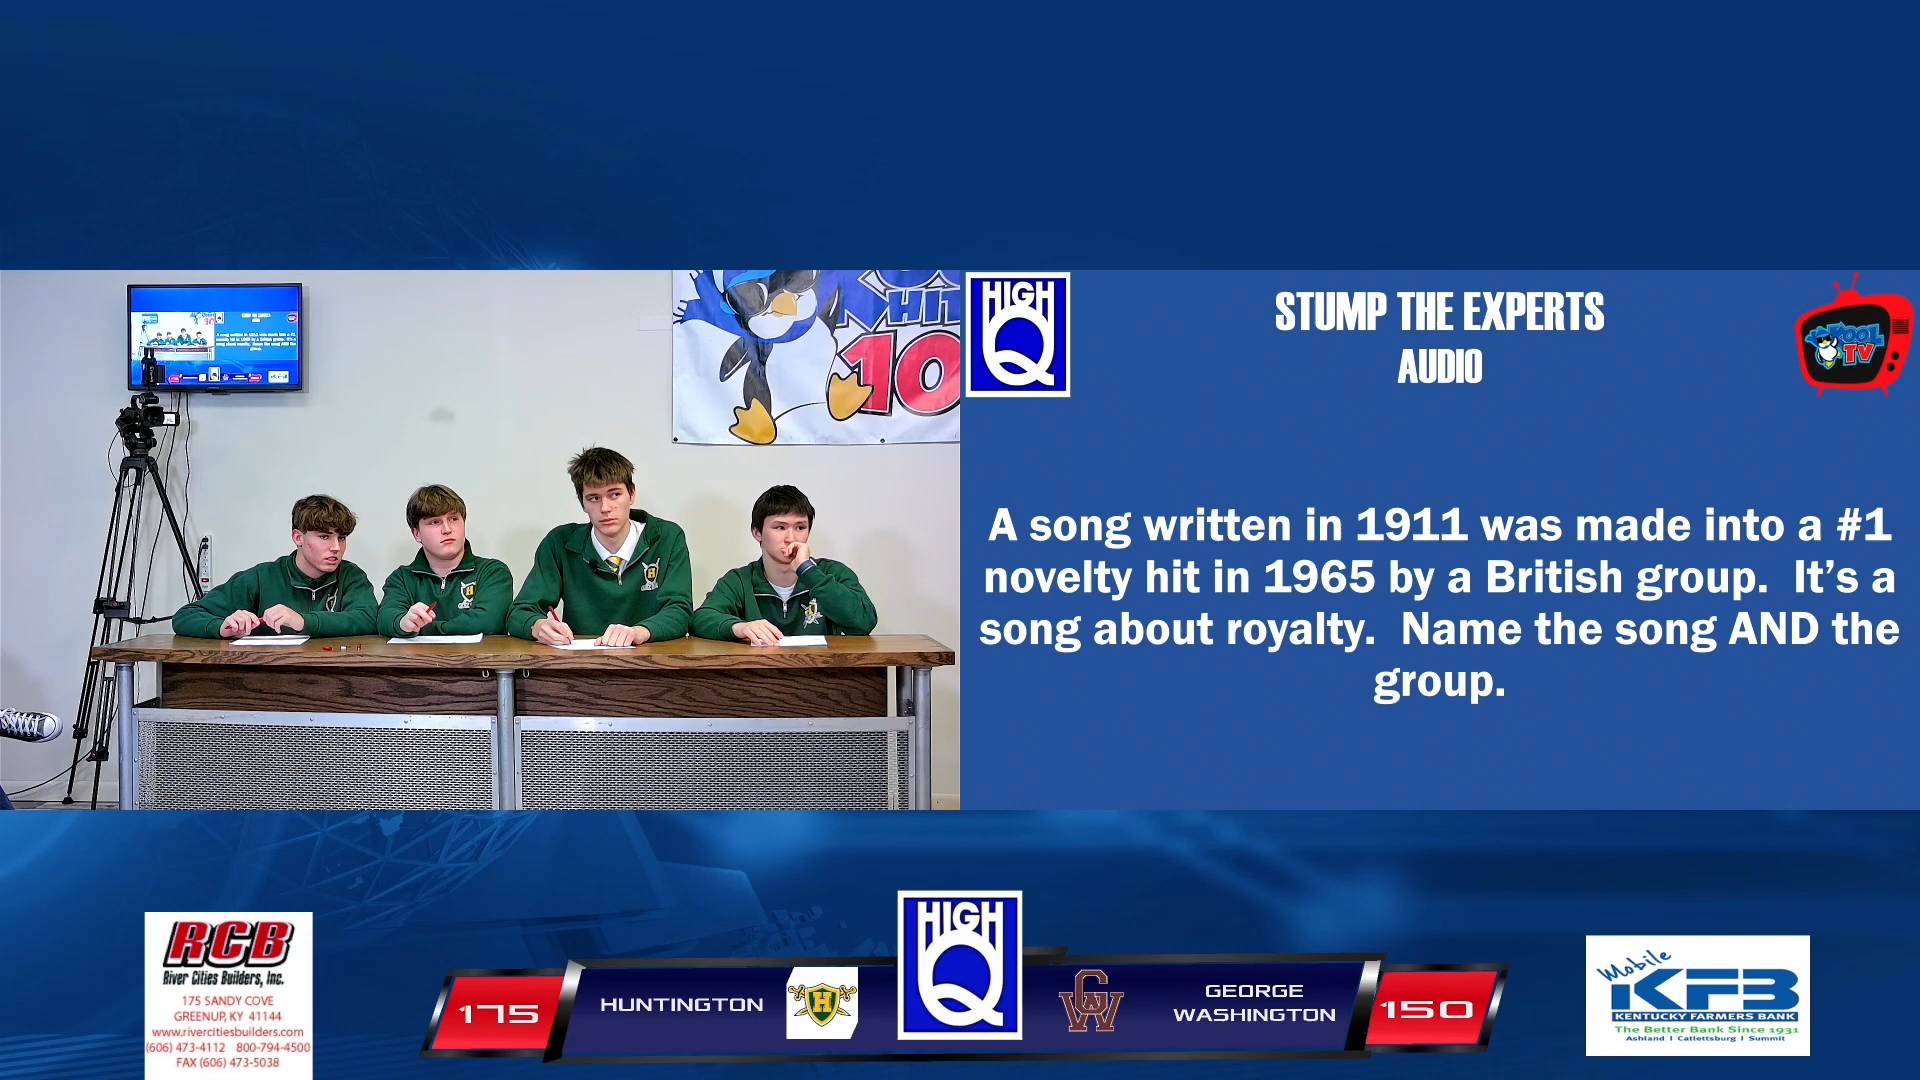 HIT
10
HIGH
Q
STUMP THE EXPERTS
AUDIO
KOOL
TV
A song written in 1911 was made into a #1
novelty hit in 1965 by a British group. It’s a
song about royalty. Name the song AND the
group.
RCB
River Cities Builders, Inc.
175 SANDY COVE
GREENUP, KY 41144
www.rivercitiesbuilders.com
(606) 473-4112 800-794-4500
FAX (606) 473-5038
175
HUNTINGTON
H
HIGH
Q
GW
GEORGE
WASHINGTON
150
Mobile
KFB
KENTUCKY FARMERS BANK
The Better Bank Since 1931
Ashland | Catlettsburg | Summit